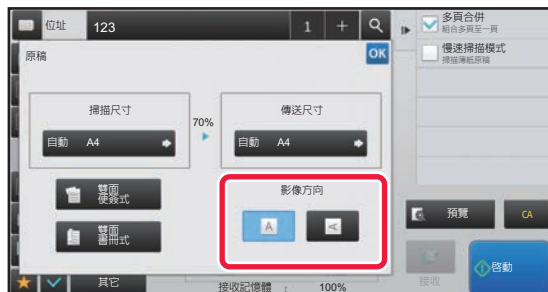 位址
123
1
多頁合併
組合多頁至一頁
慢速掃描模式
掃描薄紙原稿
原稿
OK
掃描尺寸
70%
傳送尺寸
自動 A4
自動 A4
影像方向
雙面
便簽式
A
A
雙面
書冊式
預覽
CA
其它
接收記憶體 : 100%
接收
啓動